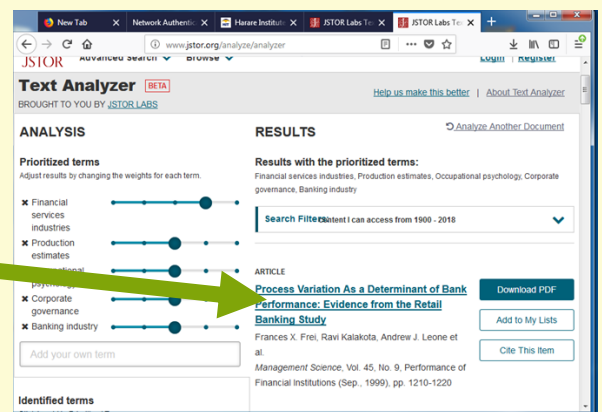 New Tab
Network Authentic
Harare Institute
JSTOR Labs Te
JSTOR Labs Te
www.jstor.org/analyze/analyzer
JSTOR
Advanced Search
Browse
Login
Register
Text Analyzer BETA
BROUGHT TO YOU BY JSTOR LABS
Help us make this better | About Text Analyzer
ANALYSIS
Prioritized terms
Adjust results by changing the weights for each term.
Financial
services
industries
Production
estimates
Corporate
governance
Banking industry
Add your own term
Identified terms
RESULTS
Analyze Another Document
Results with the prioritized terms:
Financial services industries, Production estimates, Occupational psychology, Corporate
governance, Banking industry
Search Filters
Content I can access from 1900 - 2018
ARTICLE
Process Variation As a Determinant of Bank
Performance: Evidence from the Retail
Banking Study
Frances X. Frei, Ravi Kalakota, Andrew J. Leone et
al.
Management Science, Vol. 45, No. 9, Performance of
Financial Institutions (Sep., 1999), pp. 1210-1220
Download PDF
Add to My Lists
Cite This Item